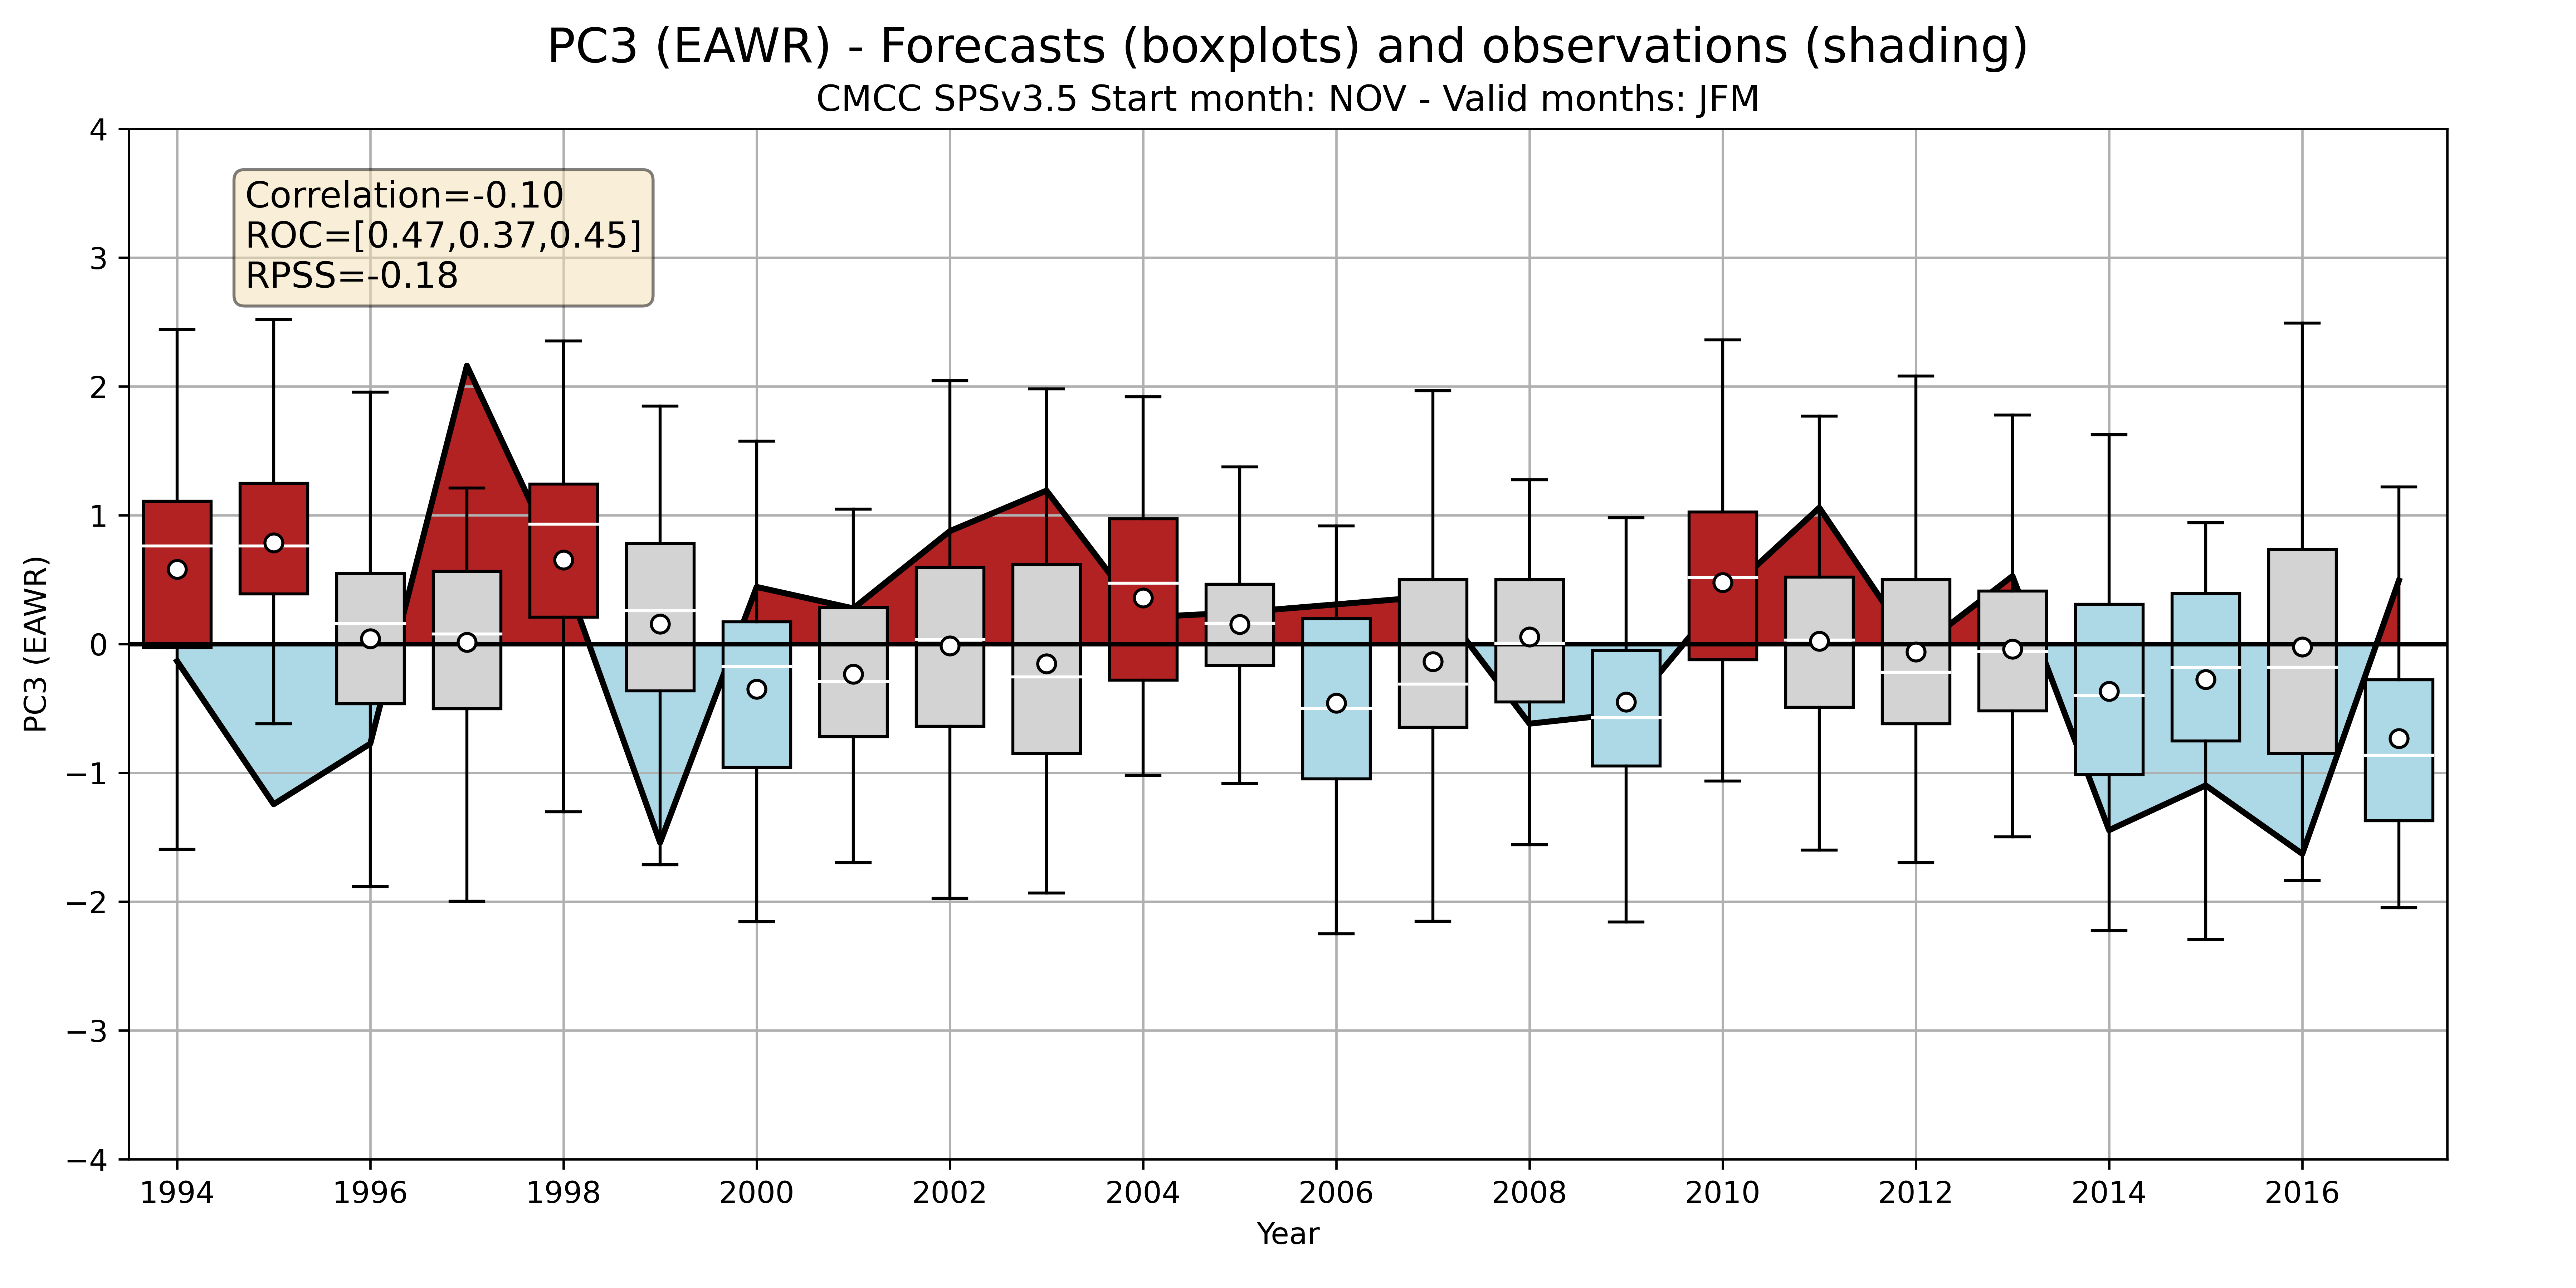 PC3 (EAWR) - Forecasts (boxplots) and observations (shading)
CMCC SPSv3.5 Start month: NOV - Valid months: JFM
Correlation=-0.10
ROC=[0.47,0.37,0.45]
RPSS=-0.18
PC3 (EAWR)
4
3
2
1
0
−1
−2
−3
−4
1994 1996 1998 2000 2002 2004 2006 2008 2010 2012 2014 2016
Year